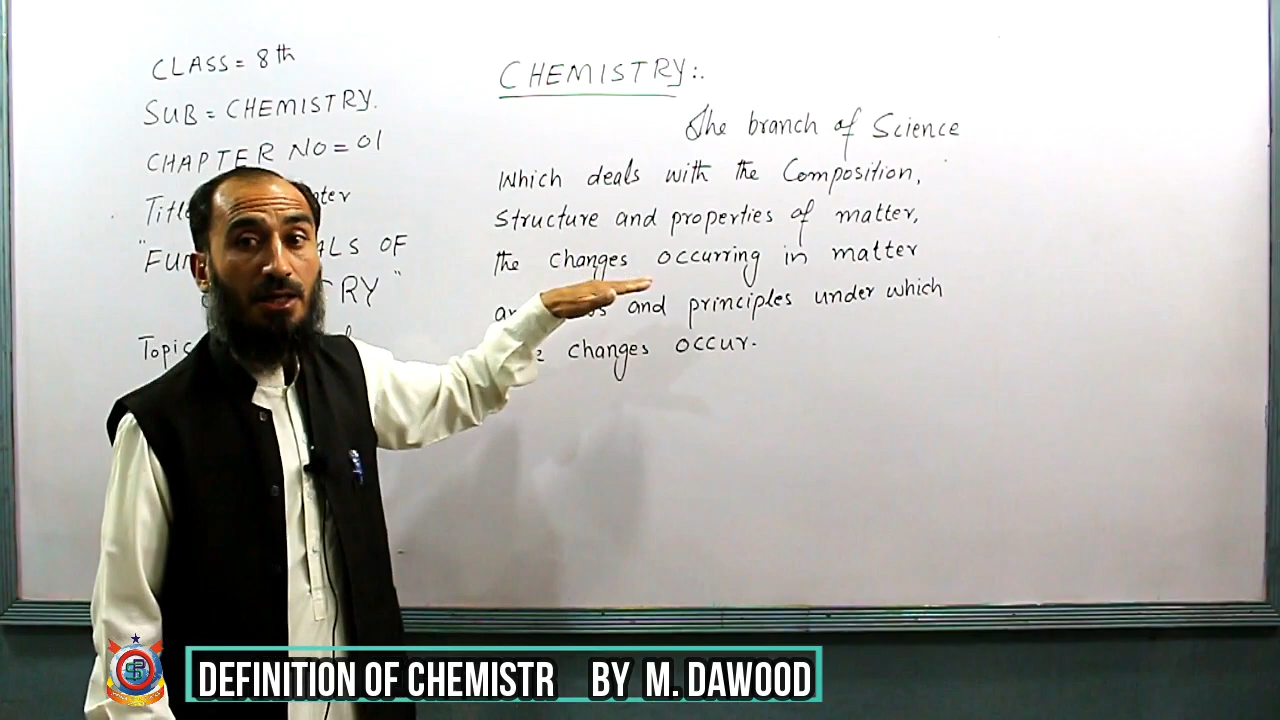 CLASS = 8th
SUB = CHEMISTRY.
CHAPTER NO = 01
OF
Topic
CHEMISTRY:.
The branch of Science
Which deals with the Composition,
Structure and properties of matter,
the changes occurring in matter
and principles under which
changes occur.
DEFINITION OF CHEMISTR BY M. DAWOOD